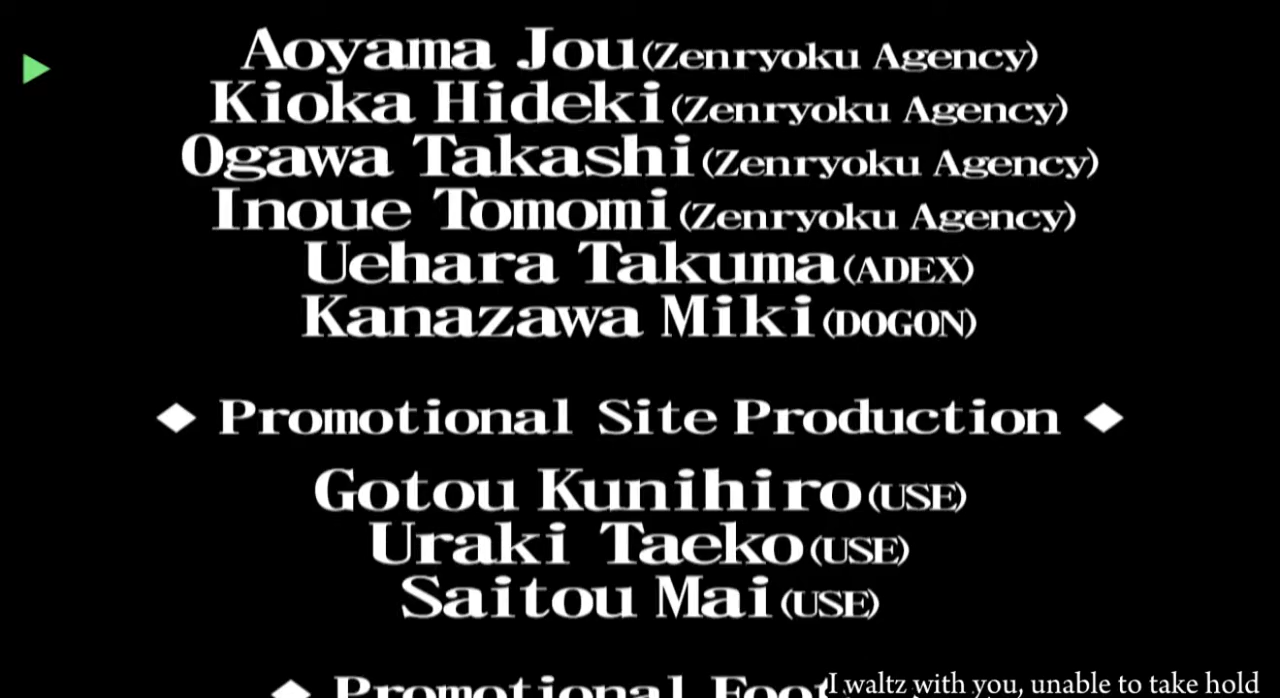 Aoyama Jou(Zenryoku Agency)
Kioka Hideki(Zenryoku Agency)
Ogawa Takashi(Zenryoku Agency)
Inoue Tomomi(Zenryoku Agency)
Uehara Takuma(ADEX)
Kanazawa Miki(DOGON)
◆ Promotional Site Production ◆
Gotou Kunihiro(USE)
Uraki Taeko(USE)
Saitou Mai(USE)
◆ Promotional
I waltz with you, unable to take hold